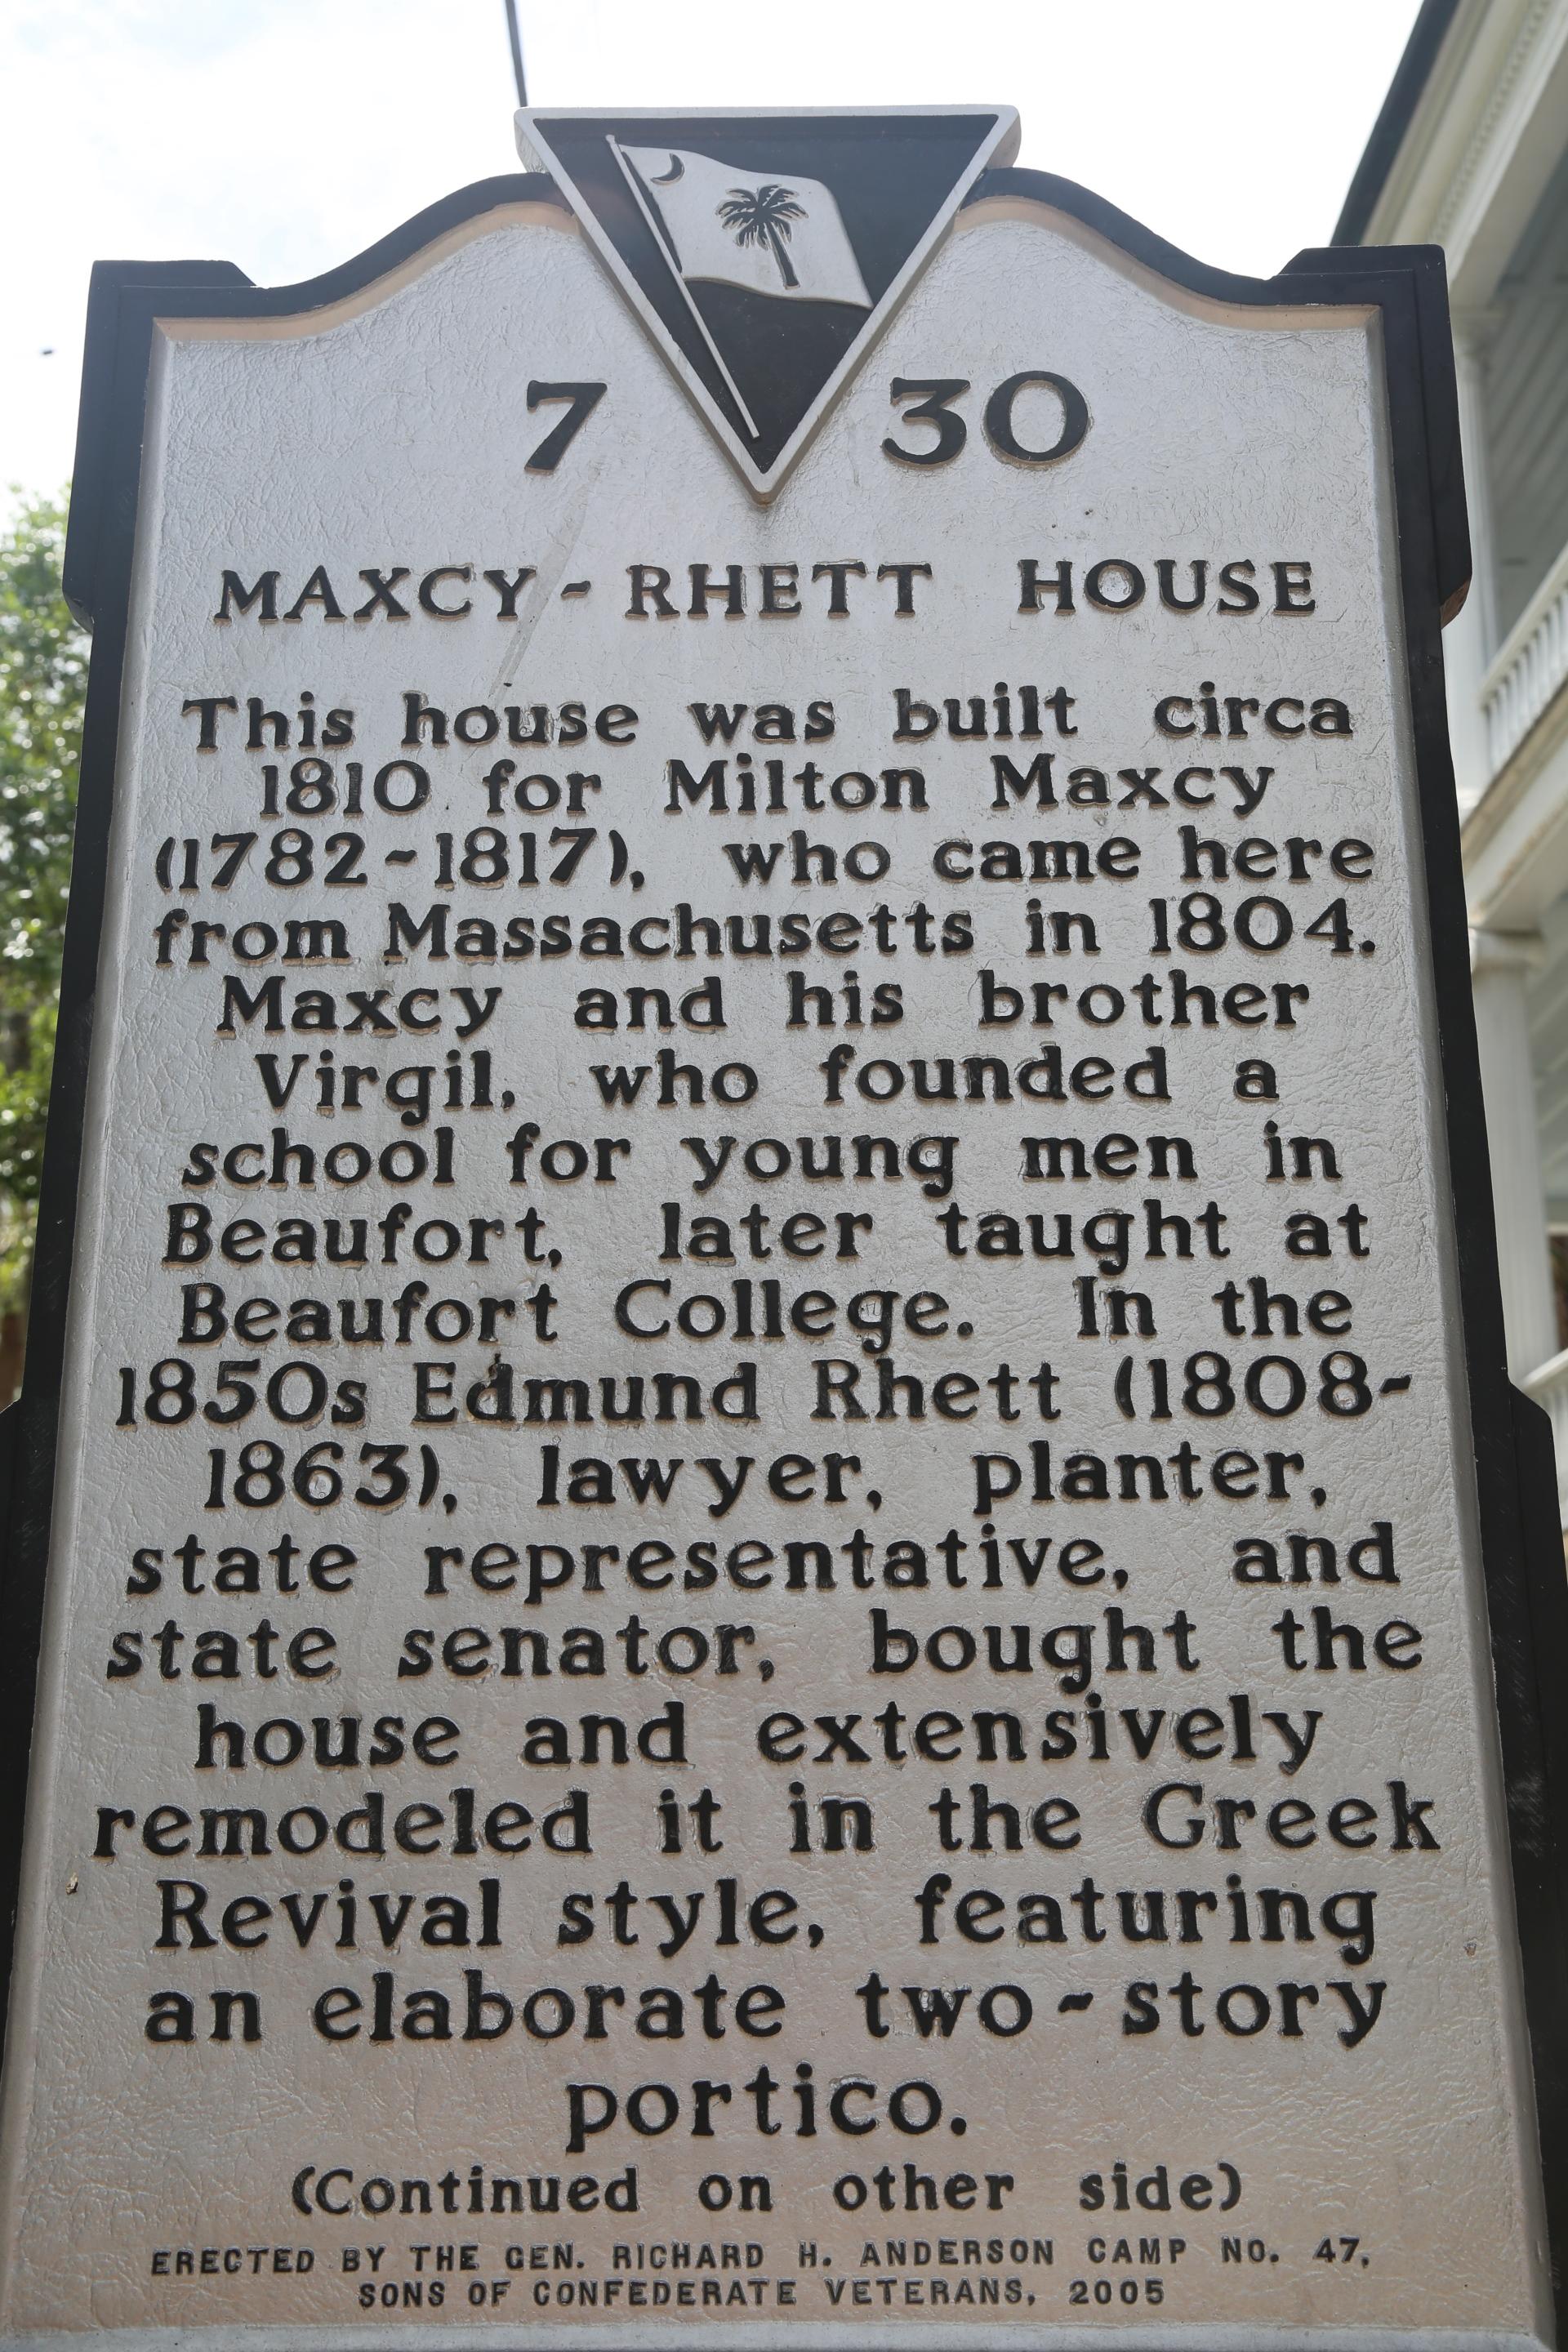 7 30
MAXCY-RHETT HOUSE
This house was built circa
1810 for Milton Maxcy
(1782-1817), who came here
from Massachusetts in 1804.
Maxcy and his brother
Virgil, who founded a
school for young men in
Beaufort, later taught at
Beaufort College. In the
1850s Edmund Rhett (1808-
1863), lawyer, planter,
state representative, and
state senator, bought the
house and extensively
remodeled it in the Greek
Revival style, featuring
an elaborate two-story
portico.
(Continued on other side)
ERECTED BY THE GEN. RICHARD H. ANDERSON CAMP NO. 47,
SONS OF CONFEDERATE VETERANS, 2005